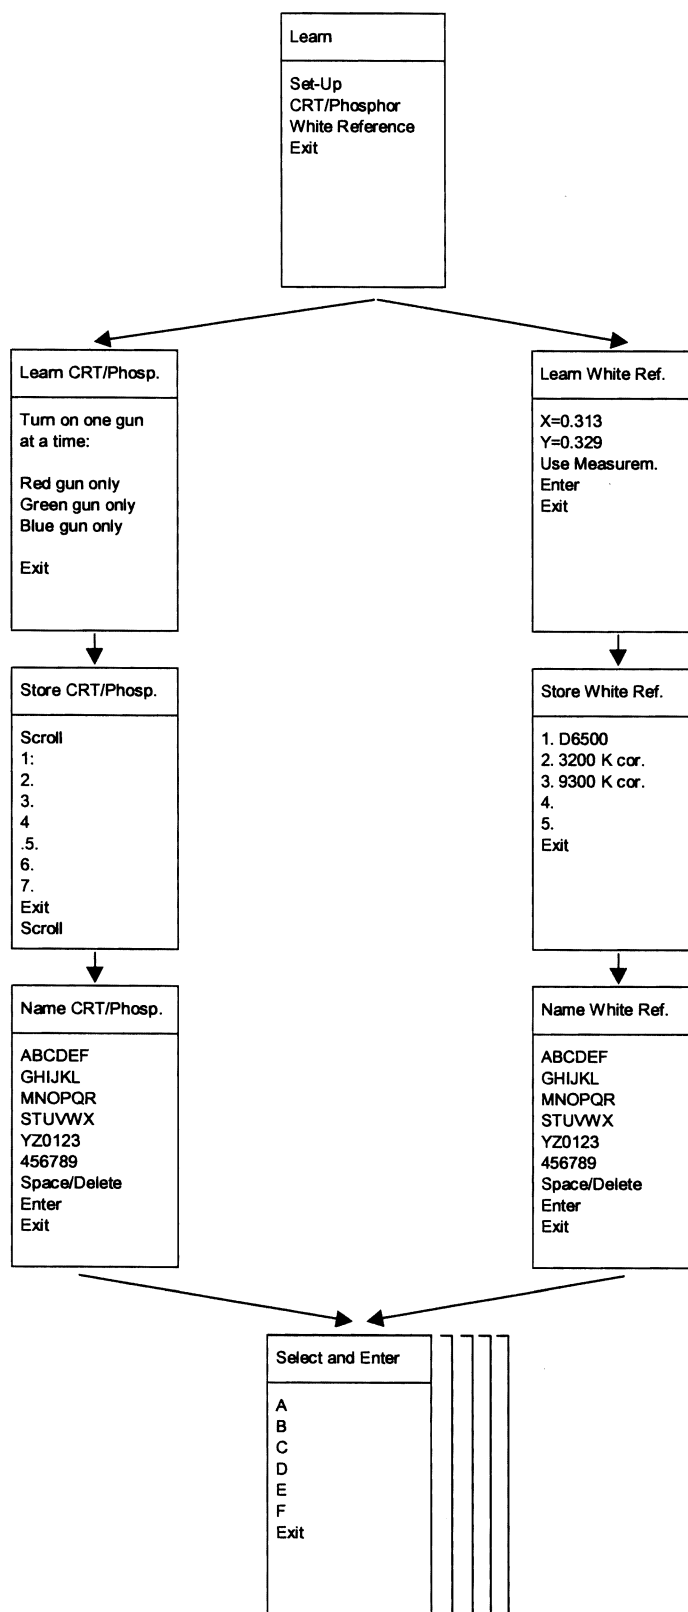 Learn
Set-Up
CRT/Phosphor
White Reference
Exit
Learn CRT/Phosp.
Turn on one gun
at a time:
Red gun only
Green gun only
Blue gun only
Exit
Learn White Ref.
X=0.313
Y=0.329
Use Measurem.
Enter
Exit
Store CRT/Phosp.
Scroll
1:
2.
3.
4
.5.
6.
7.
Exit
Scroll
Store White Ref.
1. D6500
2. 3200 K cor.
3. 9300 K cor.
4.
5.
Exit
Name CRT/Phosp.
ABCDEF
GHIJKL
MNOPQR
STUVWX
YZ0123
456789
Space/Delete
Enter
Exit
Name White Ref.
ABCDEF
GHIJKL
MNOPQR
STUVWX
YZ0123
456789
Space/Delete
Enter
Exit
Select and Enter
A
B
C
D
E
F
Exit